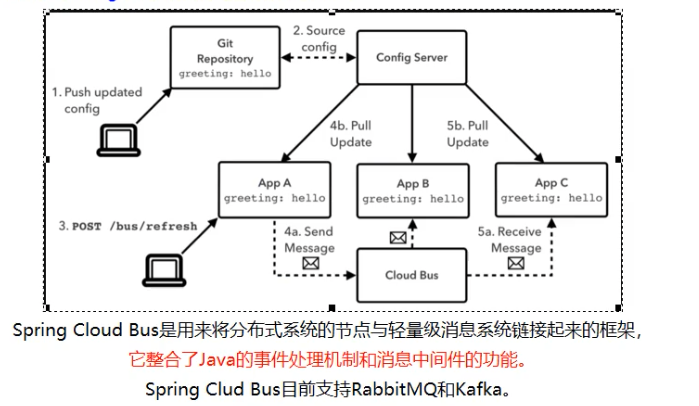 Git
Repository
greeting: hello
2. Source
config
Config Server
1. Push updated
config
4b. Pull
Update
5b. Pull
Update
App A
greeting: hello
App B
greeting: hello
App C
greeting: hello
3. POST /bus/refresh
4a. Send
Message
5a. Receive
Message
Cloud Bus
Spring Cloud Bus是用来将分布式系统的节点与轻量级消息系统链接起来的框架，
它整合了Java的事件处理机制和消息中间件的功能。
Spring Clud Bus目前支持RabbitMQ和Kafka。